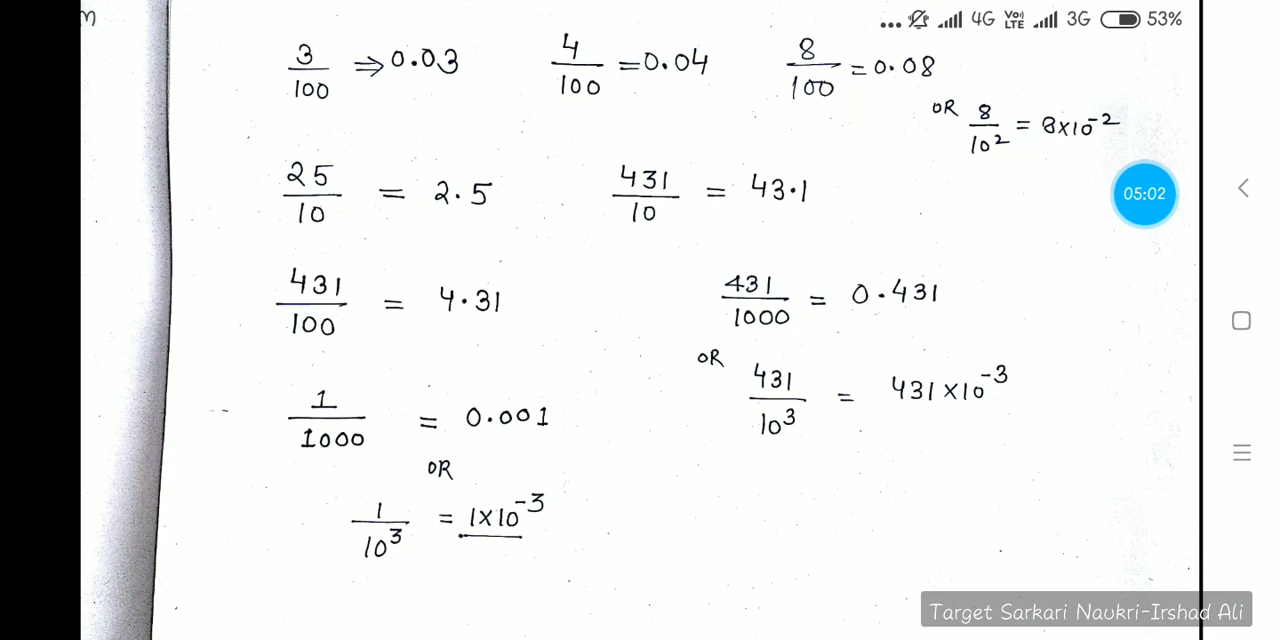 m
... 4G VoD LTE 3G 53%
3/100 ⇒ 0.03    4/100 = 0.04    8/100 = 0.08
OR 8/10² = 8×10⁻²
25/10 = 2.5    431/10 = 43.1
05:02
431/100 = 4.31    431/1000 = 0.431
OR 431/10³ = 431×10⁻³
1/1000 = 0.001
OR
1/10³ = 1×10⁻³
Target Sarkari Naukri-Irshad Ali